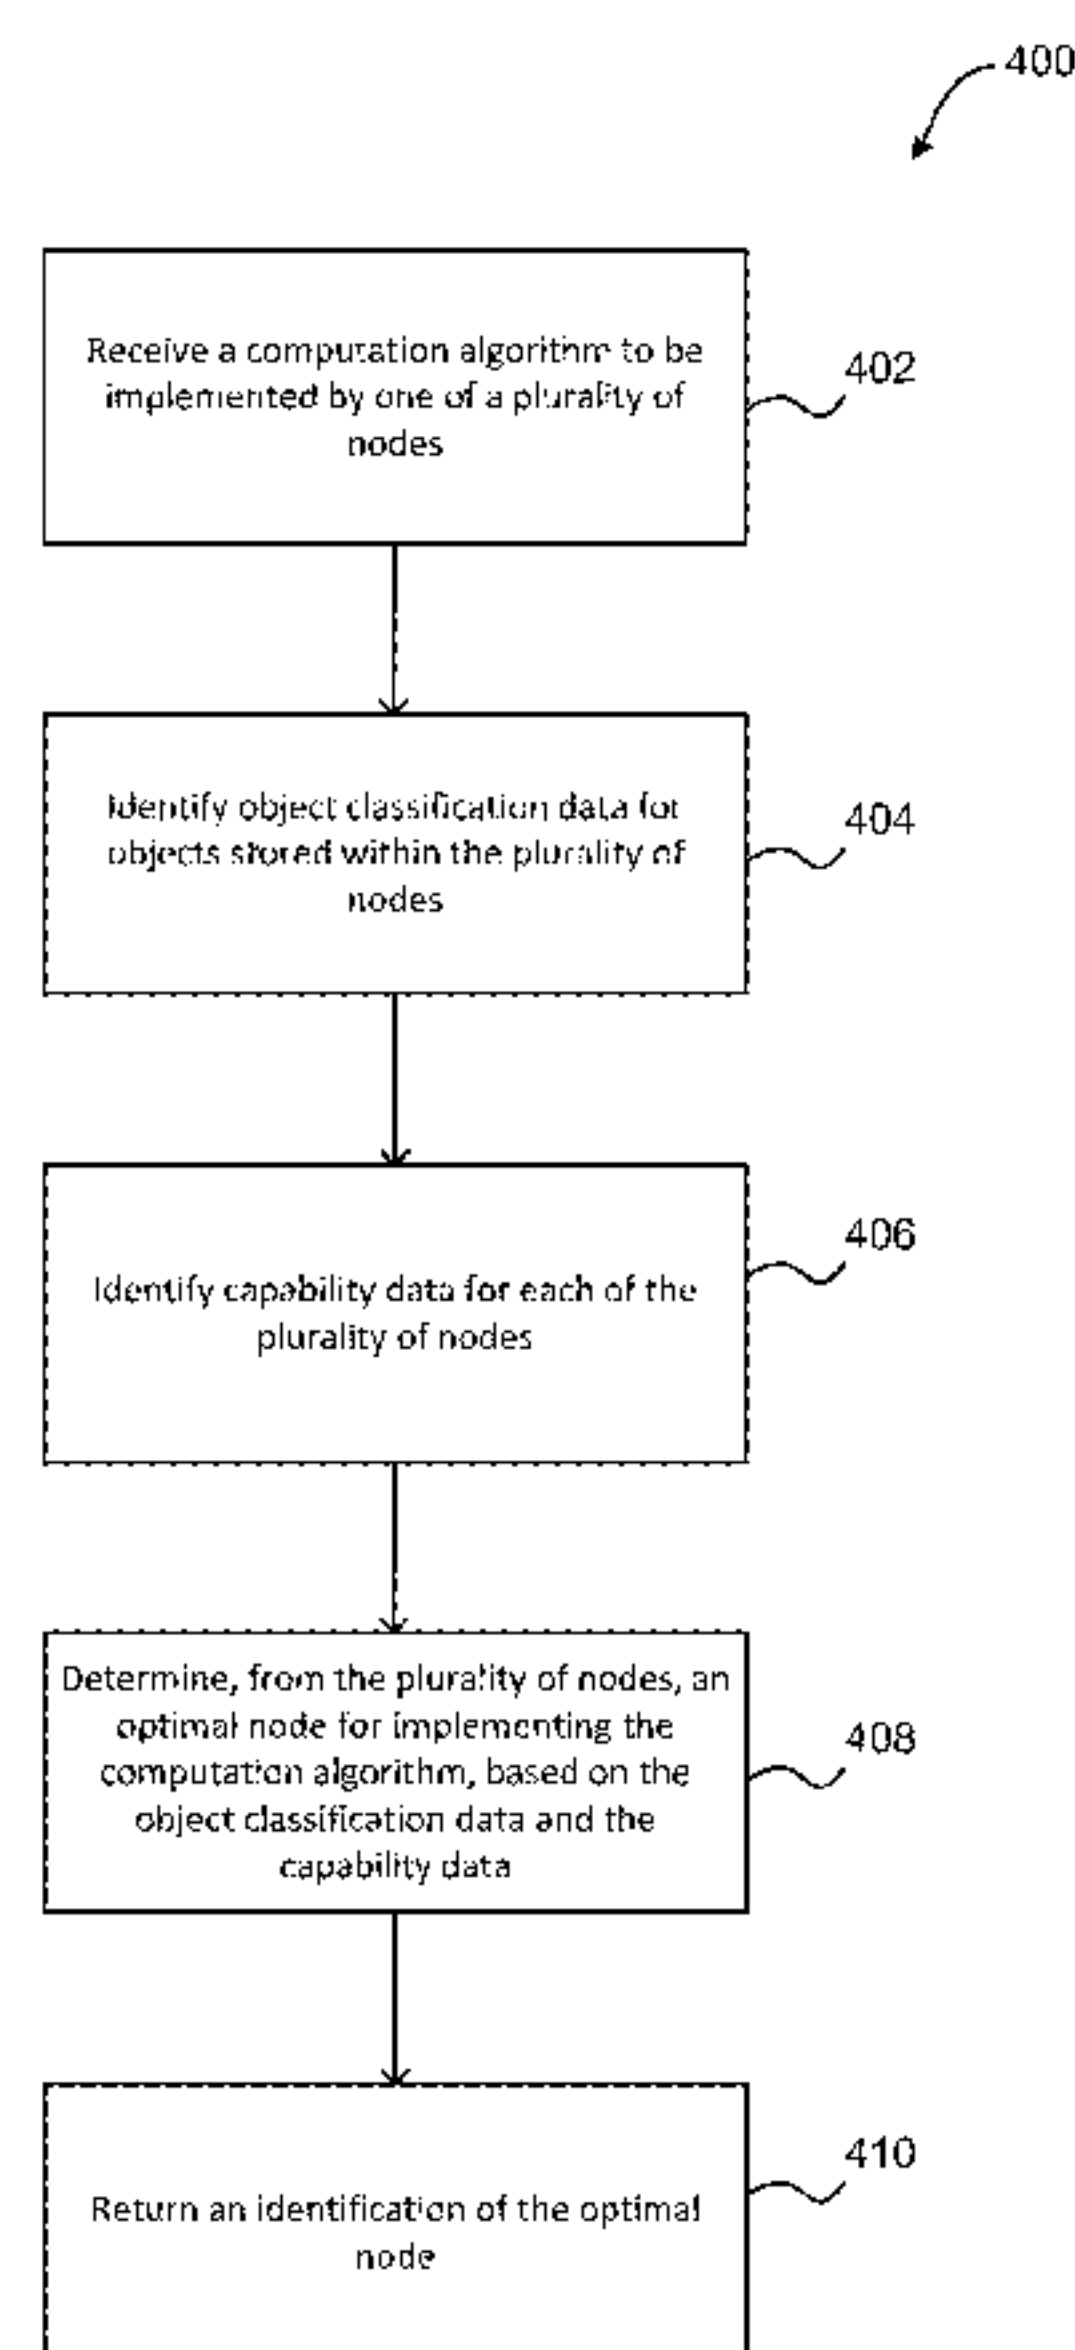 400
Receive a computation algorithm to be
implemented by one of a plurality of
nodes
402
Identify object classification data for
objects stored within the plurality of
nodes
404
Identify capability data for each of the
plurality of nodes
406
Determine, from the plurality of nodes, an
optimal node for implementing the
computation algorithm, based on the
object classification data and the
capability data
408
Return an identification of the optimal
node
410